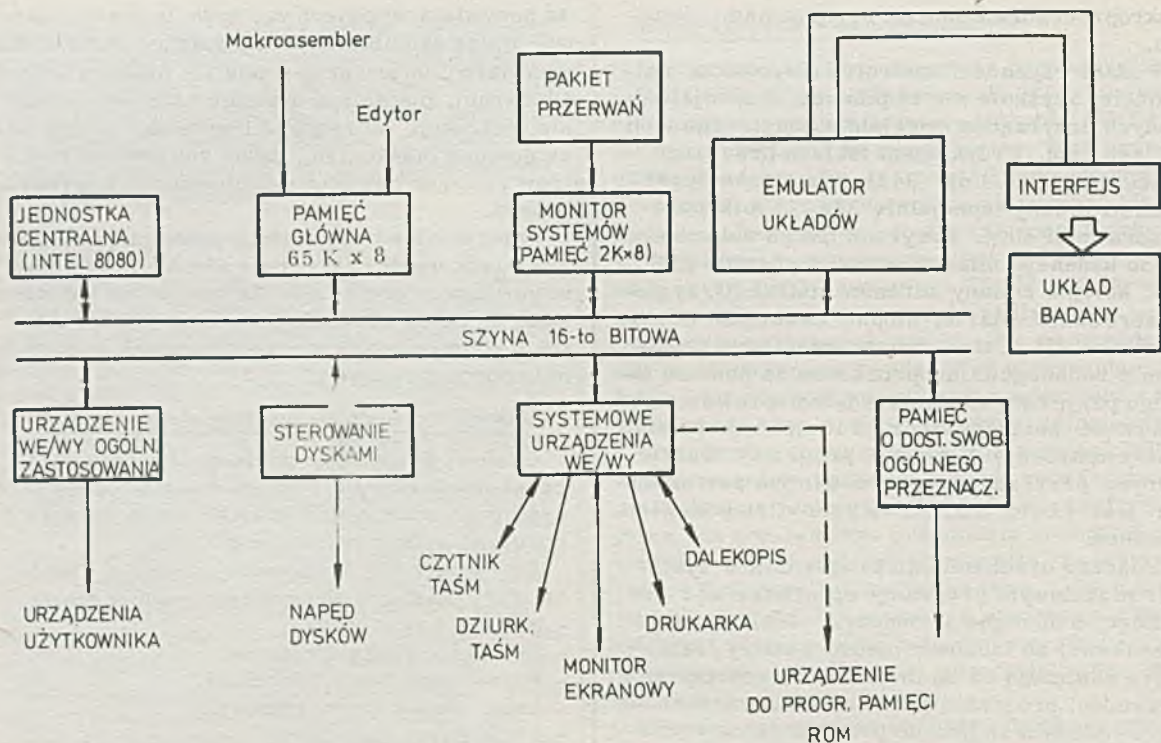 Makroasembler
Edytor
PAKIET
PRZERWAŃ
JEDNOSTKA
CENTRALNA
(INTEL 8080)
PAMIĘĆ
GŁÓWNA
65 K x 8
MONITOR
SYSTEMÓW
(PAMIĘĆ 2K×8)
EMULATOR
UKŁADÓW
INTERFEJS
UKŁAD
BADANY
SZYNA 16-to BITOWA
URZĄDZENIE
WE/WY OGÓLN.
ZASTOSOWANIA
STEROWANIE
DYSKAMI
SYSTEMOWE
URZĄDZENIA
WE/WY
PAMIĘĆ
O DOST. SWOB.
OGÓLNEGO
PRZEZNACZ.
URZĄDZENIA
UŻYTKOWNIKA
NAPĘD
DYSKÓW
CZYTNIK
TAŚM
DZIURK.
TAŚM
MONITOR
EKRANOWY
DRUKARKA
DALEKOPIS
URZĄDZENIE
DO PROGR. PAMIĘCI
ROM